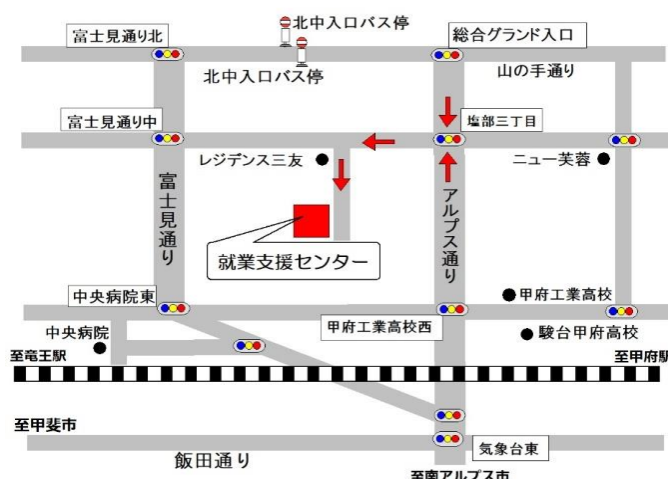 北中入口バス停
富士見通り北
総合グランド入口
北中入口バス停
山の手通り
富士見通り中
塩部三丁目
レジデンス三友
ニュー芙蓉
富士見通り
アルプス通り
就業支援センター
中央病院東
甲府工業高校
甲府工業高校西
中央病院
駿台甲府高校
至竜王駅
至甲府駅
至甲斐市
飯田通り
気象台東
至南アルプス市